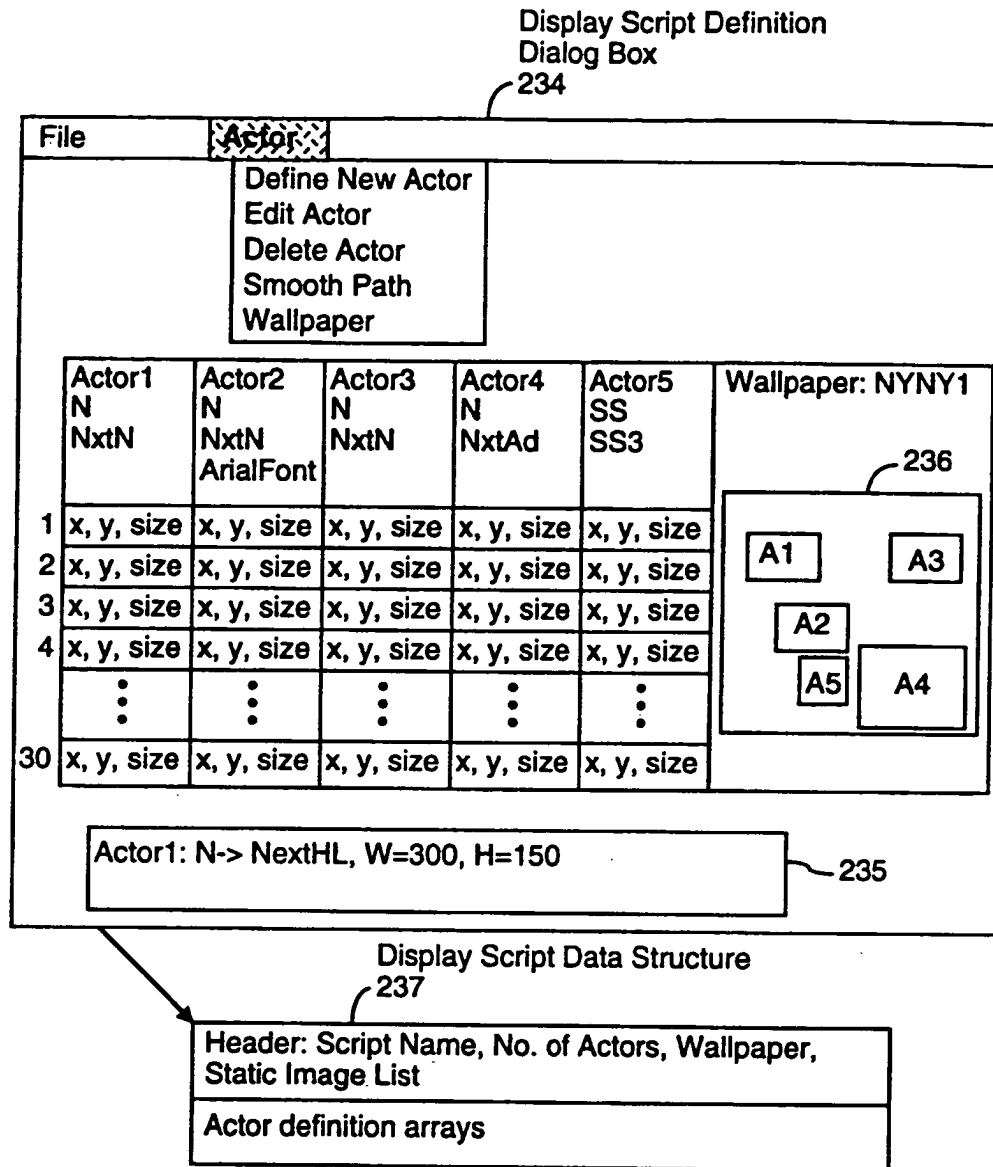 Display Script Definition
Dialog Box
234
File Actor
Define New Actor
Edit Actor
Delete Actor
Smooth Path
Wallpaper
Actor1 Actor2 Actor3 Actor4 Actor5 Wallpaper: NYNY1
N N N N SS
NxtN NxtN NxtN NxtAd SS3
ArialFont
236
1 x, y, size x, y, size x, y, size x, y, size x, y, size
2 x, y, size x, y, size x, y, size x, y, size x, y, size
3 x, y, size x, y, size x, y, size x, y, size x, y, size
4 x, y, size x, y, size x, y, size x, y, size x, y, size
30 x, y, size x, y, size x, y, size x, y, size x, y, size
A1 A3
A2
A5 A4
Actor1: N-> NextHL, W=300, H=150
235
Display Script Data Structure
237
Header: Script Name, No. of Actors, Wallpaper,
Static Image List
Actor definition arrays